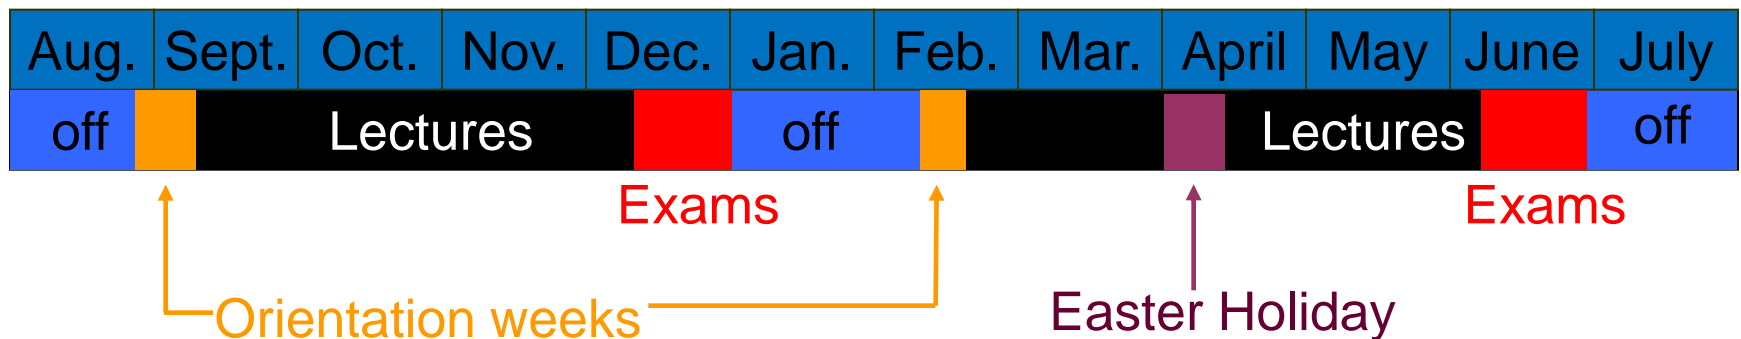 Aug. Sept. Oct. Nov. Dec. Jan. Feb. Mar. April May June July
off Lectures off Lectures off
Exams Exams
Orientation weeks Easter Holiday